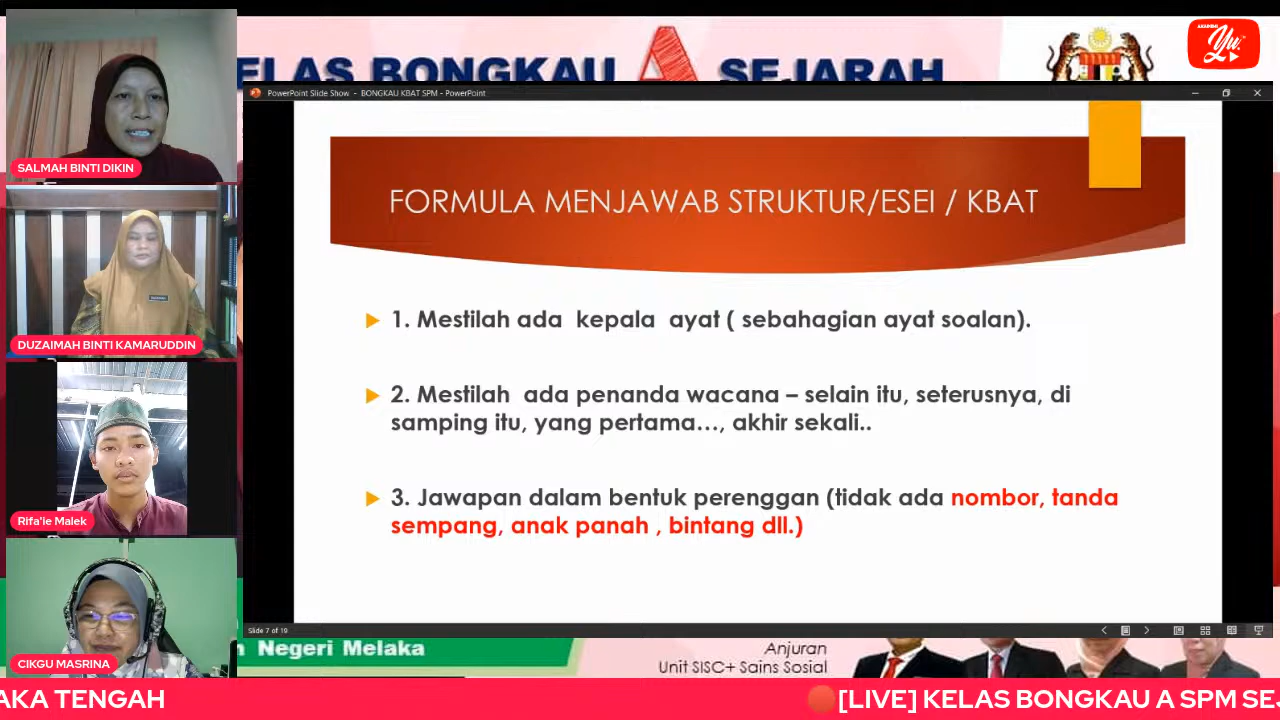 KELAS BONGKAU A SEJARAH
AKADEMI
Yu.
PowerPoint Slide Show - BONGKAU KBAT SPM - PowerPoint
SALMAH BINTI DIKIN
DUZAIMAH BINTI KAMARUDDIN
Rifa'ie Malek
CIKGU MASRINA
FORMULA MENJAWAB STRUKTUR/ESEI / KBAT
1. Mestilah ada kepala ayat ( sebahagian ayat soalan).
2. Mestilah ada penanda wacana – selain itu, seterusnya, di
samping itu, yang pertama…, akhir sekali..
3. Jawapan dalam bentuk perenggan (tidak ada nombor, tanda
sempang, anak panah , bintang dll.)
Slide 7 of 19
n Negeri Melaka
Anjuran
Unit SISC+ Sains Sosial
AKA TENGAH
[LIVE] KELAS BONGKAU A SPM SEJ